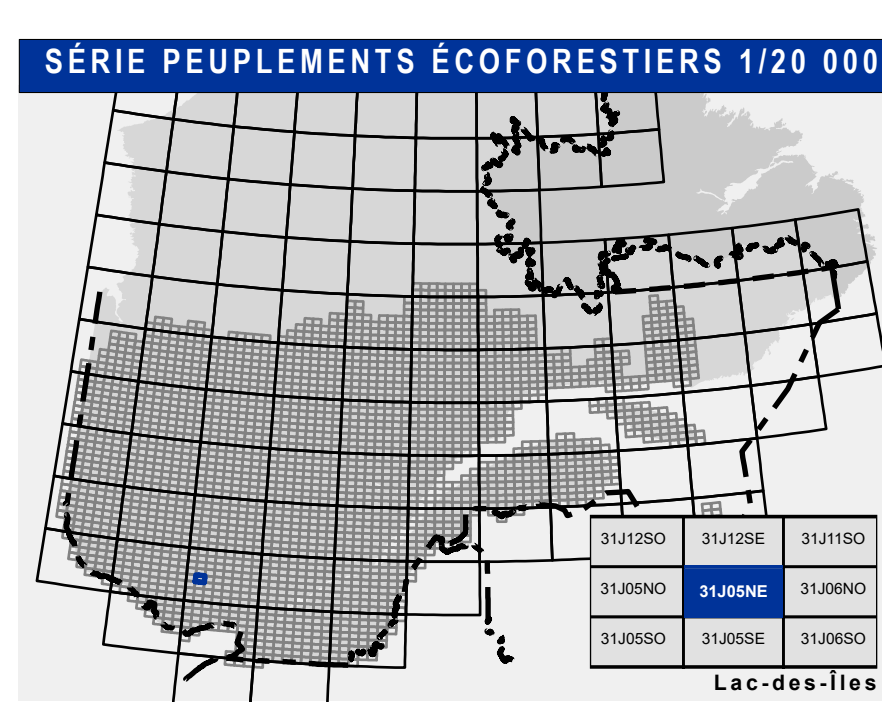 SÉRIE PEUPLEMENTS ÉCOFORESTIERS 1/20 000
31J12SO 31J12SE 31J11SO
31J05NO 31J05NE 31J06NO
31J05SO 31J05SE 31J06SO
Lac-des-Îles